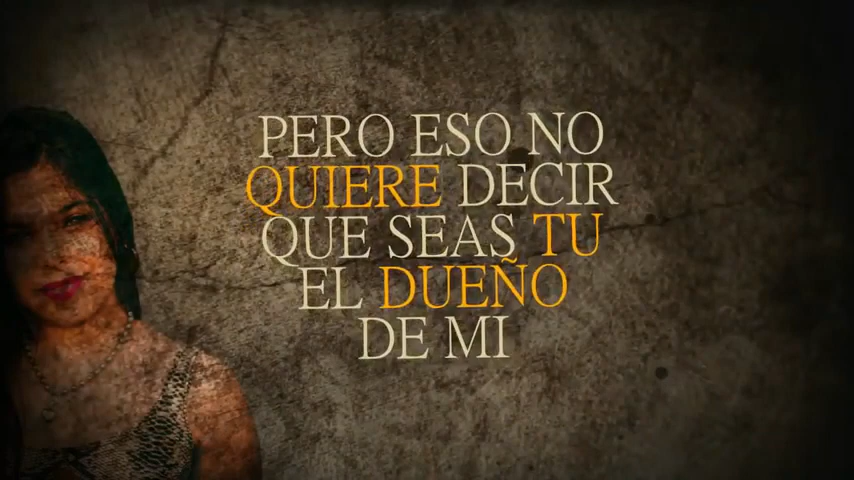 PERO ESO NO
QUIERE DECIR
QUE SEAS TU
EL DUEÑO
DE MI